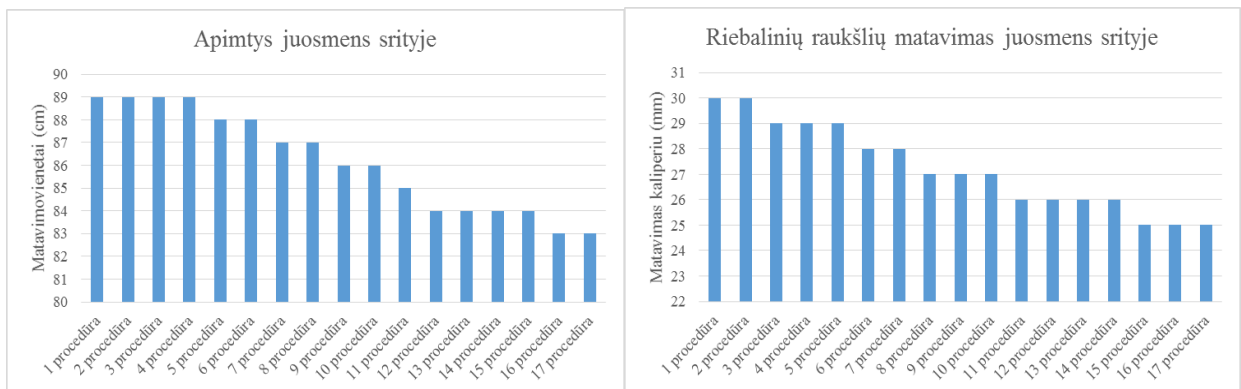 Apimtys juosmens srityje
Matavimovienetai (cm)
90
89
88
87
86
85
84
83
82
81
80
1 procedūra
2 procedūra
3 procedūra
4 procedūra
5 procedūra
6 procedūra
7 procedūra
8 procedūra
9 procedūra
10 procedūra
11 procedūra
12 procedūra
13 procedūra
14 procedūra
15 procedūra
16 procedūra
17 procedūra
Riebalinių raukšlių matavimas juosmens srityje
Matavimas kaliperiu (mm)
31
30
29
28
27
26
25
24
23
22
1 procedūra
2 procedūra
3 procedūra
4 procedūra
5 procedūra
6 procedūra
7 procedūra
8 procedūra
9 procedūra
10 procedūra
11 procedūra
12 procedūra
13 procedūra
14 procedūra
15 procedūra
16 procedūra
17 procedūra